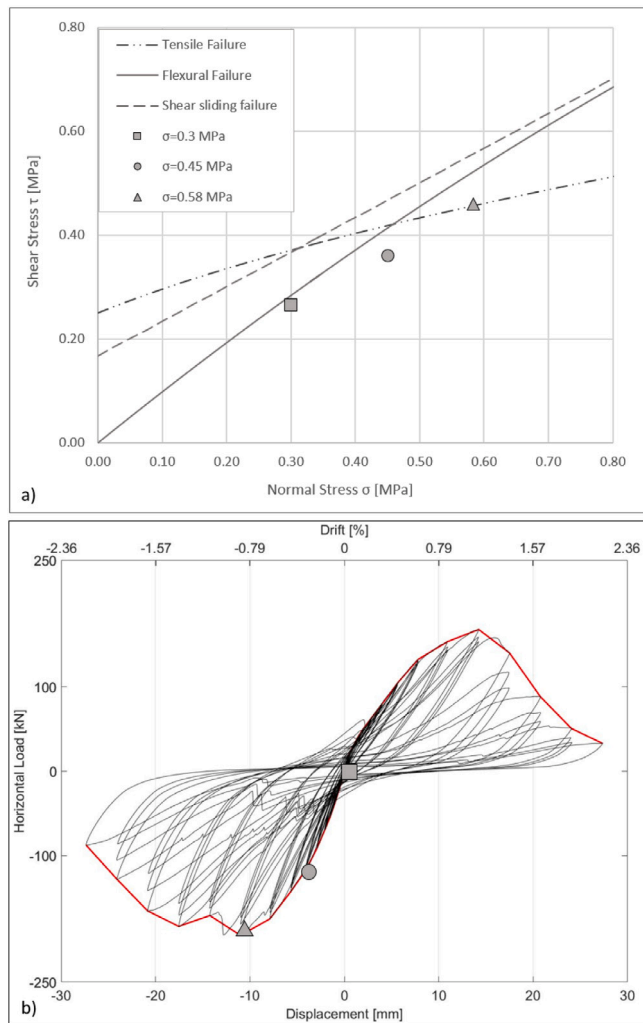 0.80
Tensile Failure
Flexural Failure
Shear sliding failure
σ=0.3 MPa
σ=0.45 MPa
σ=0.58 MPa
0.60
0.40
0.20
0.00
Shear Stress τ [MPa]
0.00 0.10 0.20 0.30 0.40 0.50 0.60 0.70 0.80
Normal Stress σ [MPa]
a)
Drift [%]
-2.36 -1.57 -0.79 0 0.79 1.57 2.36
250
100
0
-100
-250
Horizontal Load [kN]
-30 -20 -10 0 10 20 30
Displacement [mm]
b)